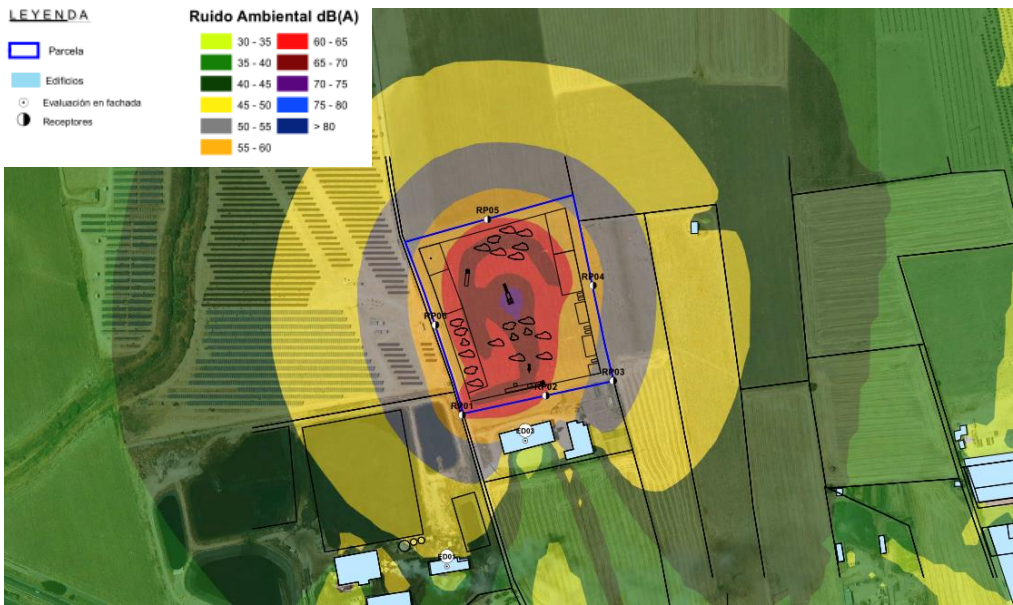 LEYENDA
Parcela
Edificios
Evaluación en fachada
Receptores
Ruido Ambiental dB(A)
30 - 35
60 - 65
35 - 40
65 - 70
40 - 45
70 - 75
45 - 50
75 - 80
50 - 55
> 80
55 - 60
RP05
RP04
RP06
RP03
RP02
RP01
ED03